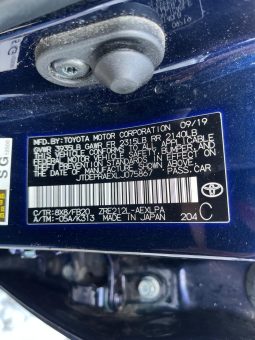 MFD. BY: TOYOTA MOTOR CORPORATION 09/19
GVWR 3935LB GAWR FR 2315LB RR 2140LB
THIS VEHICLE CONFORMS TO ALL APPLICABLE
FEDERAL MOTOR VEHICLE SAFETY, BUMPER, AND
THEFT PREVENTION STANDARDS IN EFFECT ON
THE DATE OF MANUFACTURE SHOWN ABOVE.
PASS. CAR
C/TR: 8X8/FB20 ZRE212L-AEXLPA
A/TM: -05A/K313 MADE IN JAPAN 204 C
TOYOTA
SG